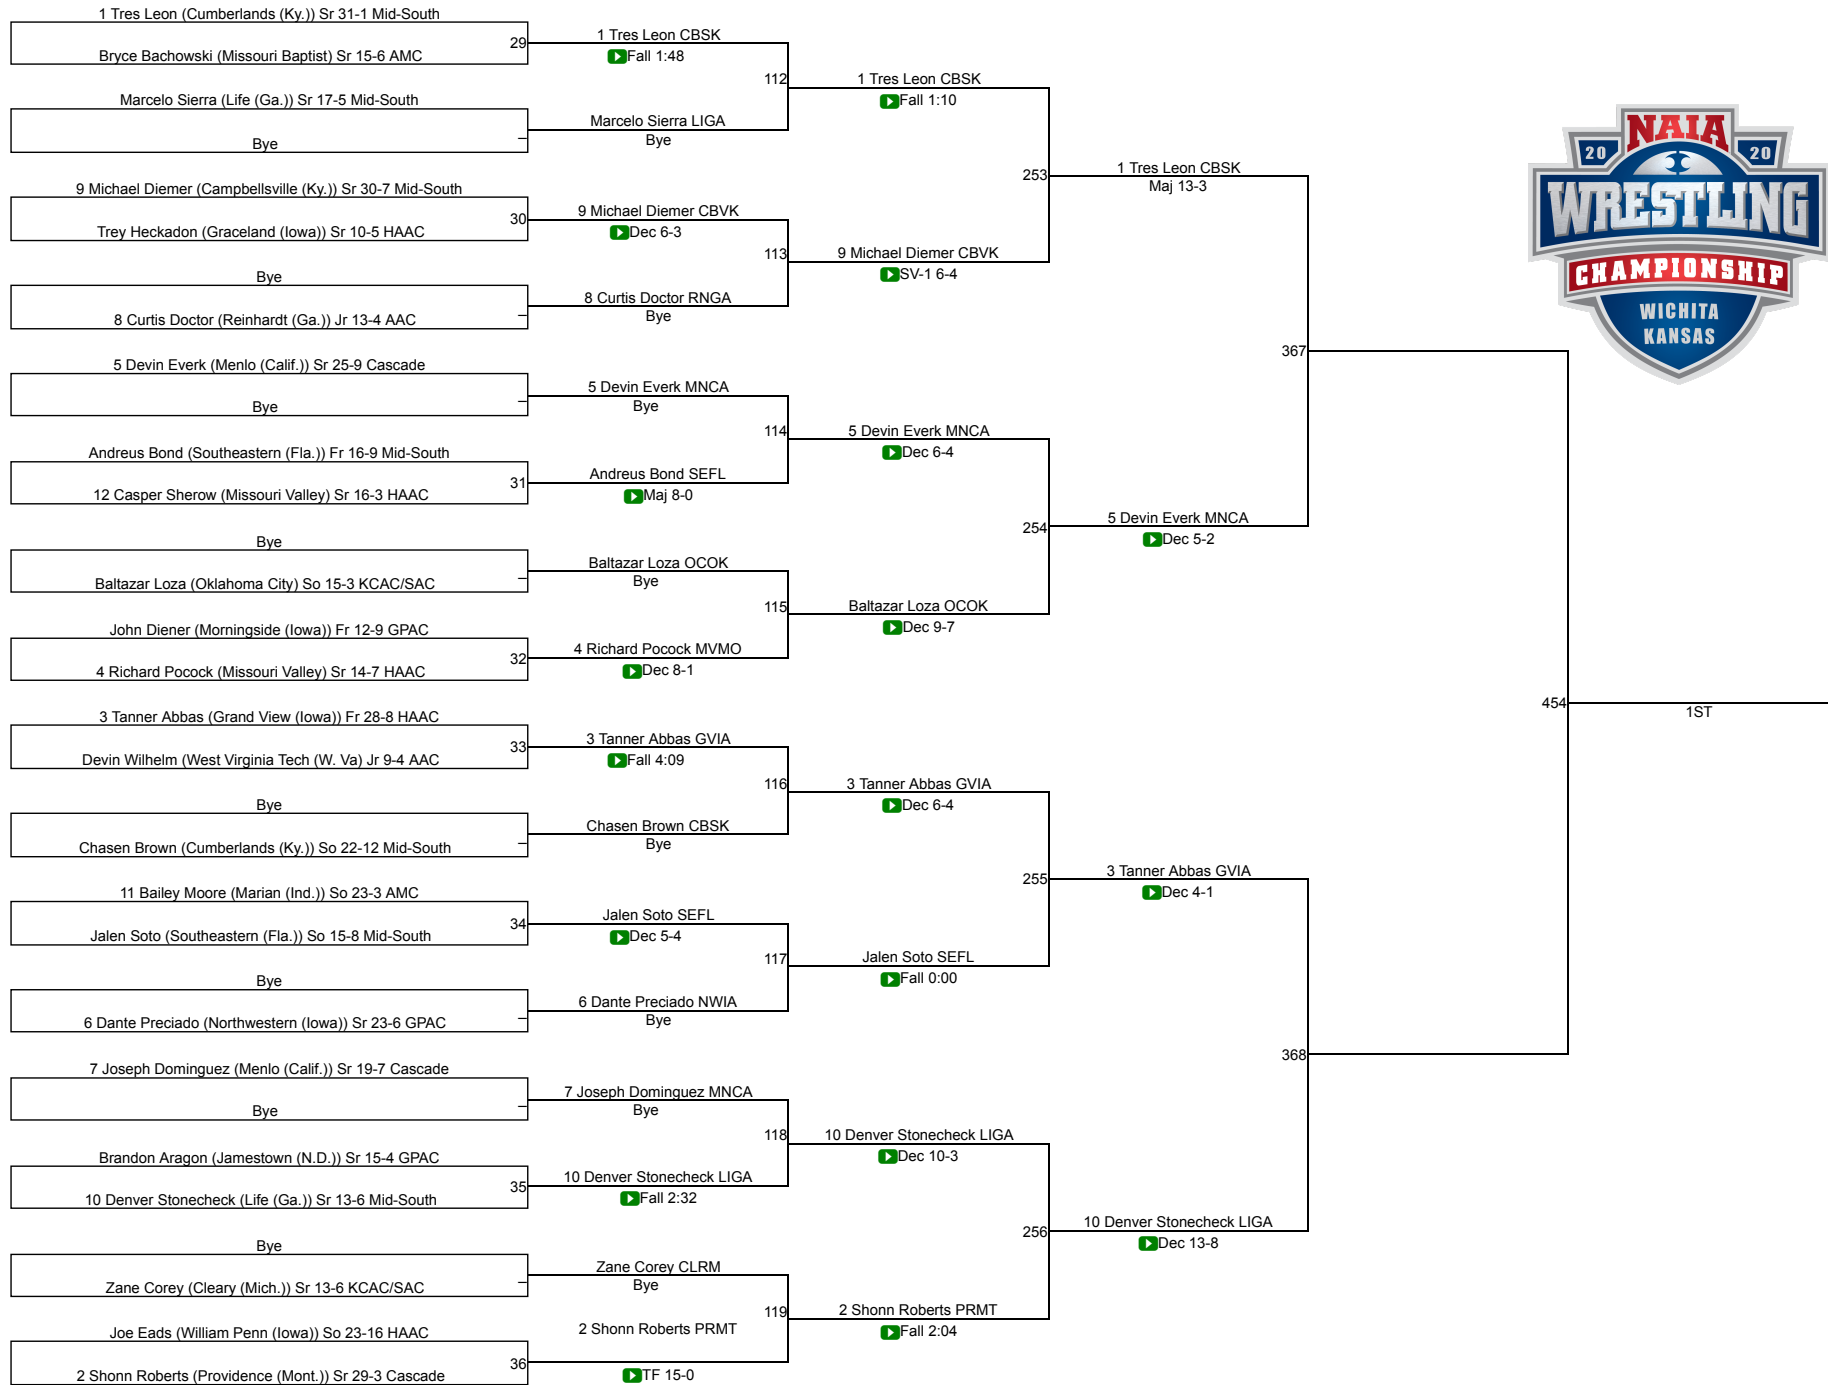 1 Tres Leon (Cumberlands (Ky.)) Sr 31-1 Mid-South
29
Bryce Bachowski (Missouri Baptist) Sr 15-6 AMC
Marcelo Sierra (Life (Ga.)) Sr 17-5 Mid-South
Bye
9 Michael Diemer (Campbellsville (Ky.)) Sr 30-7 Mid-South
30
Trey Heckadon (Graceland (Iowa)) Sr 10-5 HAAC
Bye
8 Curtis Doctor (Reinhardt (Ga.)) Jr 13-4 AAC
5 Devin Everk (Menlo (Calif.)) Sr 25-9 Cascade
Bye
Andreus Bond (Southeastern (Fla.)) Fr 16-9 Mid-South
31
12 Casper Sherow (Missouri Valley) Sr 16-3 HAAC
Bye
Baltazar Loza (Oklahoma City) So 15-3 KCAC/SAC
John Diener (Morningside (Iowa)) Fr 12-9 GPAC
32
4 Richard Pocock (Missouri Valley) Sr 14-7 HAAC
3 Tanner Abbas (Grand View (Iowa)) Fr 28-8 HAAC
33
Devin Wilhelm (West Virginia Tech (W. Va) Jr 9-4 AAC
Bye
Chasen Brown (Cumberlands (Ky.)) So 22-12 Mid-South
11 Bailey Moore (Marian (Ind.)) So 23-3 AMC
34
Jalen Soto (Southeastern (Fla.)) So 15-8 Mid-South
Bye
6 Dante Preciado (Northwestern (Iowa)) Sr 23-6 GPAC
7 Joseph Dominguez (Menlo (Calif.)) Sr 19-7 Cascade
Bye
Brandon Aragon (Jamestown (N.D.)) Sr 15-4 GPAC
35
10 Denver Stonecheck (Life (Ga.)) Sr 13-6 Mid-South
Bye
Zane Corey (Cleary (Mich.)) Sr 13-6 KCAC/SAC
Joe Eads (William Penn (Iowa)) So 23-16 HAAC
36
2 Shonn Roberts (Providence (Mont.)) Sr 29-3 Cascade
1 Tres Leon CBSK
Fall 1:48
112
Marcelo Sierra LIGA
Bye
9 Michael Diemer CBVK
Dec 6-3
113
8 Curtis Doctor RNGA
Bye
5 Devin Everk MNCA
Bye
114
Andreus Bond SEFL
Maj 8-0
Baltazar Loza OCOK
Bye
115
4 Richard Pocock MVMO
Dec 8-1
3 Tanner Abbas GVIA
Fall 4:09
116
Chasen Brown CBSK
Bye
Jalen Soto SEFL
Dec 5-4
117
6 Dante Preciado NWIA
Bye
7 Joseph Dominguez MNCA
Bye
118
10 Denver Stonecheck LIGA
Fall 2:32
Zane Corey CLRM
Bye
119
2 Shonn Roberts PRMT
TF 15-0
1 Tres Leon CBSK
Fall 1:10
253
9 Michael Diemer CBVK
SV-1 6-4
5 Devin Everk MNCA
Dec 6-4
254
Baltazar Loza OCOK
Dec 9-7
3 Tanner Abbas GVIA
Dec 6-4
255
Jalen Soto SEFL
Fall 0:00
10 Denver Stonecheck LIGA
Dec 10-3
256
2 Shonn Roberts PRMT
Fall 2:04
1 Tres Leon CBSK
Maj 13-3
367
5 Devin Everk MNCA
Dec 5-2
3 Tanner Abbas GVIA
Dec 4-1
368
10 Denver Stonecheck LIGA
Dec 13-8
454
1ST
NAIA
20 20
WRESTLING
CHAMPIONSHIP
WICHITA
KANSAS